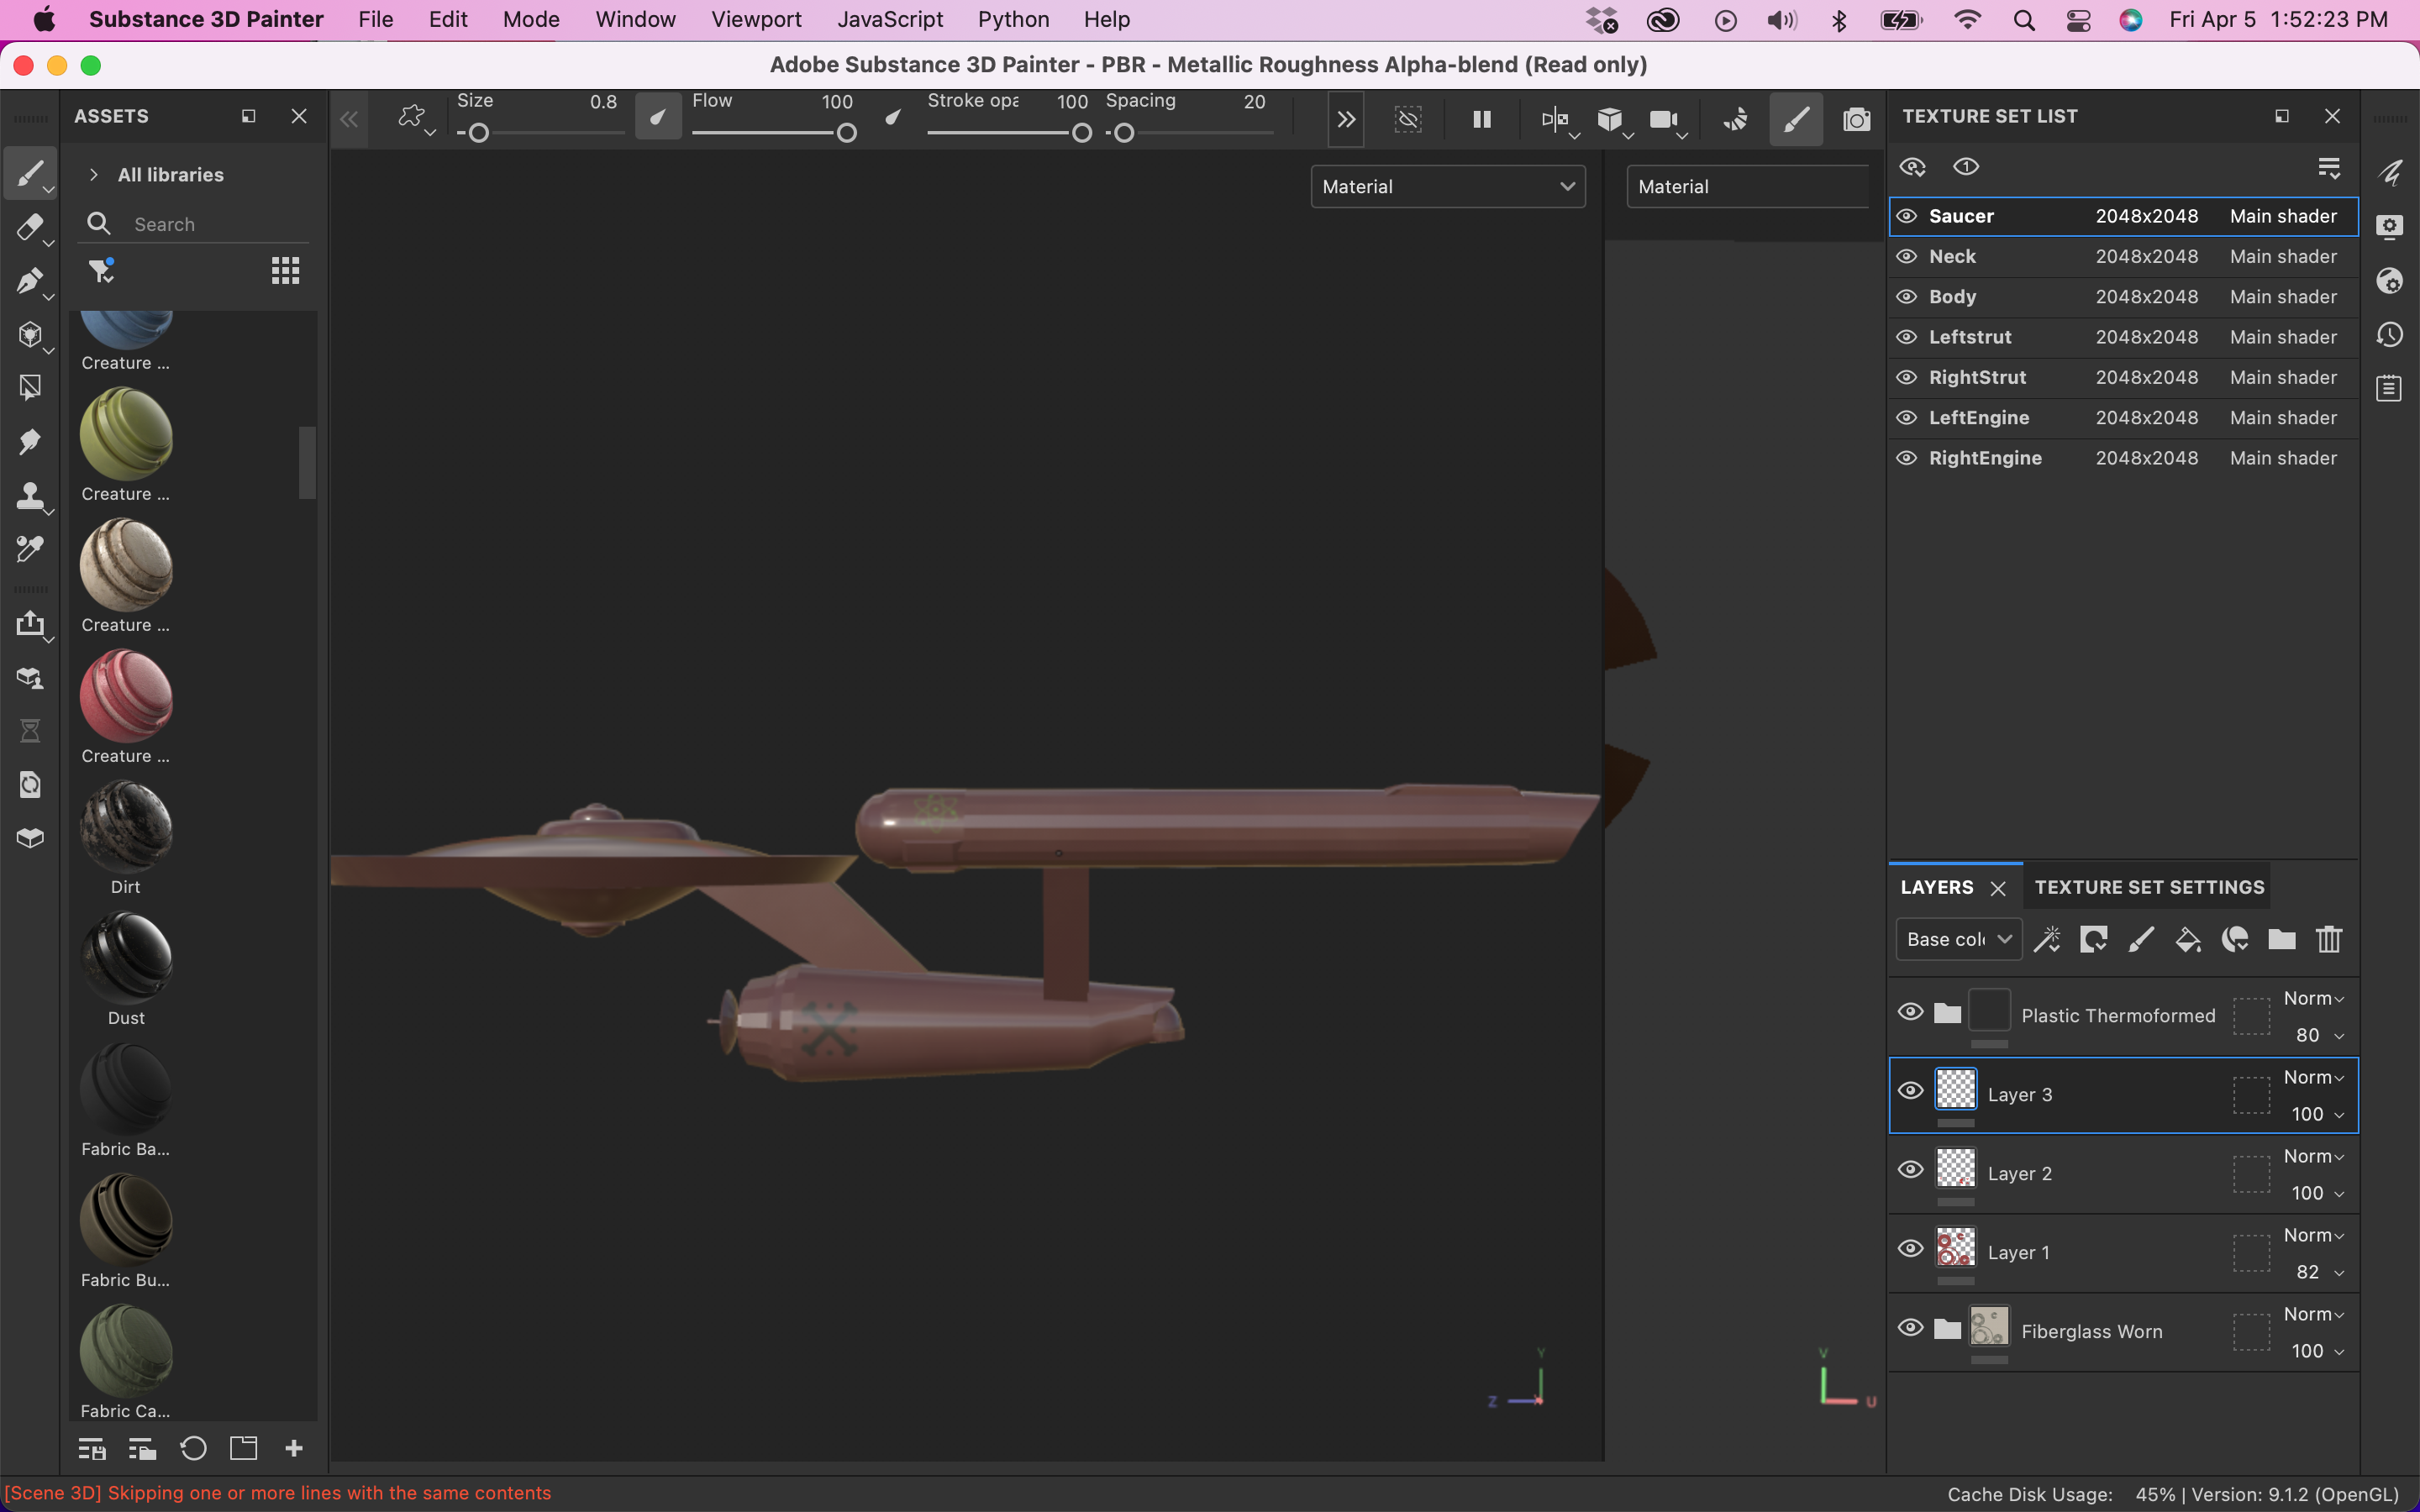 Substance 3D Painter File Edit Mode Window Viewport JavaScript Python Help Fri Apr 5 1:52:23 PM
Adobe Substance 3D Painter - PBR - Metallic Roughness Alpha-blend (Read only)
ASSETS
All libraries
Search
Creature ...
Creature ...
Creature ...
Creature ...
Dirt
Dust
Fabric Ba...
Fabric Bu...
Fabric Ca...
Size 0.8 Flow 100 Stroke opa 100 Spacing 20
Material
Material
Y
Z
V
U
TEXTURE SET LIST
1
Saucer 2048x2048 Main shader
Neck 2048x2048 Main shader
Body 2048x2048 Main shader
Leftstrut 2048x2048 Main shader
RightStrut 2048x2048 Main shader
LeftEngine 2048x2048 Main shader
RightEngine 2048x2048 Main shader
LAYERS TEXTURE SET SETTINGS
Base col
Plastic Thermoformed Norm
80
Layer 3 Norm
100
Layer 2 Norm
100
Layer 1 Norm
82
Fiberglass Worn Norm
100
[Scene 3D] Skipping one or more lines with the same contents
Cache Disk Usage: 45% | Version: 9.1.2 (OpenGL)